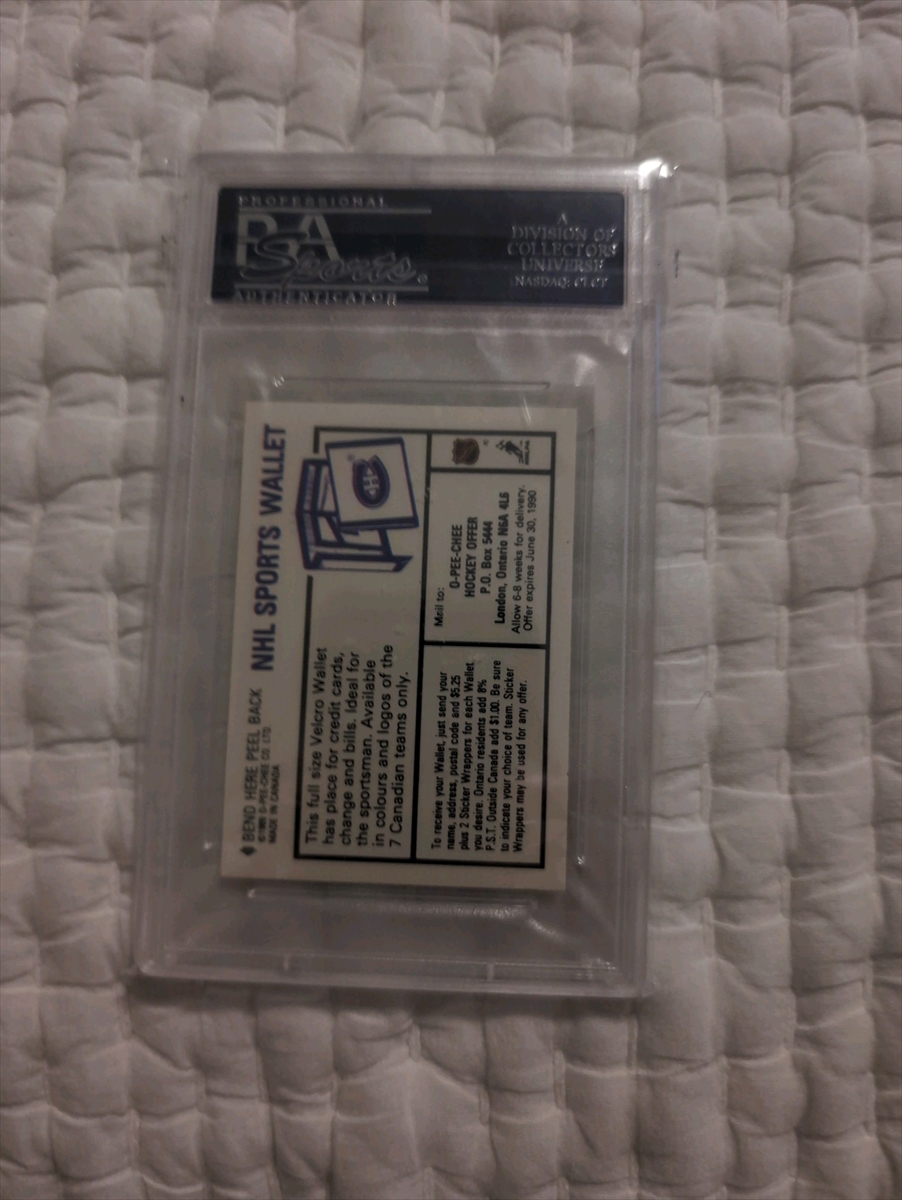 PROFESSIONAL
PSA
Sports
AUTHENTICATOR
A
DIVISION OF
COLLECTORS
UNIVERSE
NASDAQ: CLCT
BEND HERE PEEL BACK
O-PEE-CHEE CO. LTD.
MADE IN CANADA
NHL SPORTS WALLET
This full size Velcro Wallet
has place for credit cards,
change and bills. Ideal for
the sportsman. Available
in colours and logos of the
7 Canadian teams only.
To receive your Wallet, just send your
name, address, postal code and $5.25
plus 2 Sticker Wrappers for each Wallet
you desire. Ontario residents add 8%
P.S.T. Outside Canada add $1.00. Be sure
to indicate your choice of team. Sticker
Wrappers may be used for any offer.
Mail to:
O-PEE-CHEE
HOCKEY OFFER
P.O. Box 5444
London, Ontario N6A 4L6
Allow 6-8 weeks for delivery.
Offer expires June 30, 1990